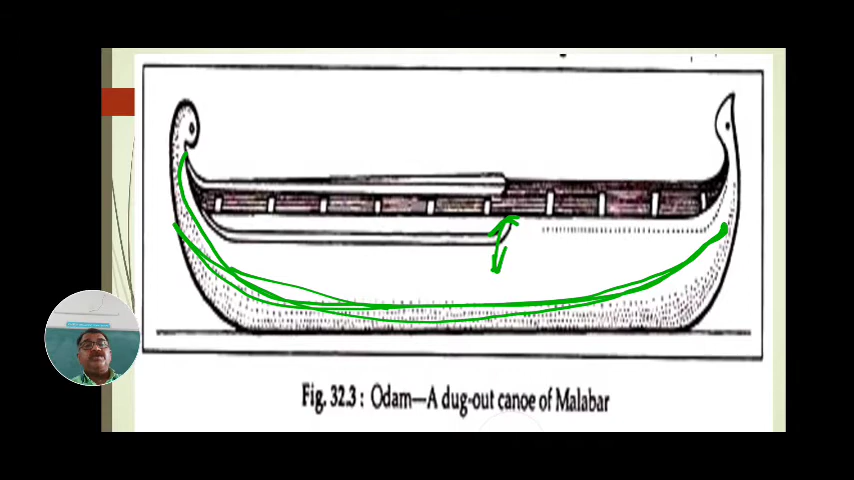 Fig. 32.3 : Odam—A dug-out canoe of Malabar